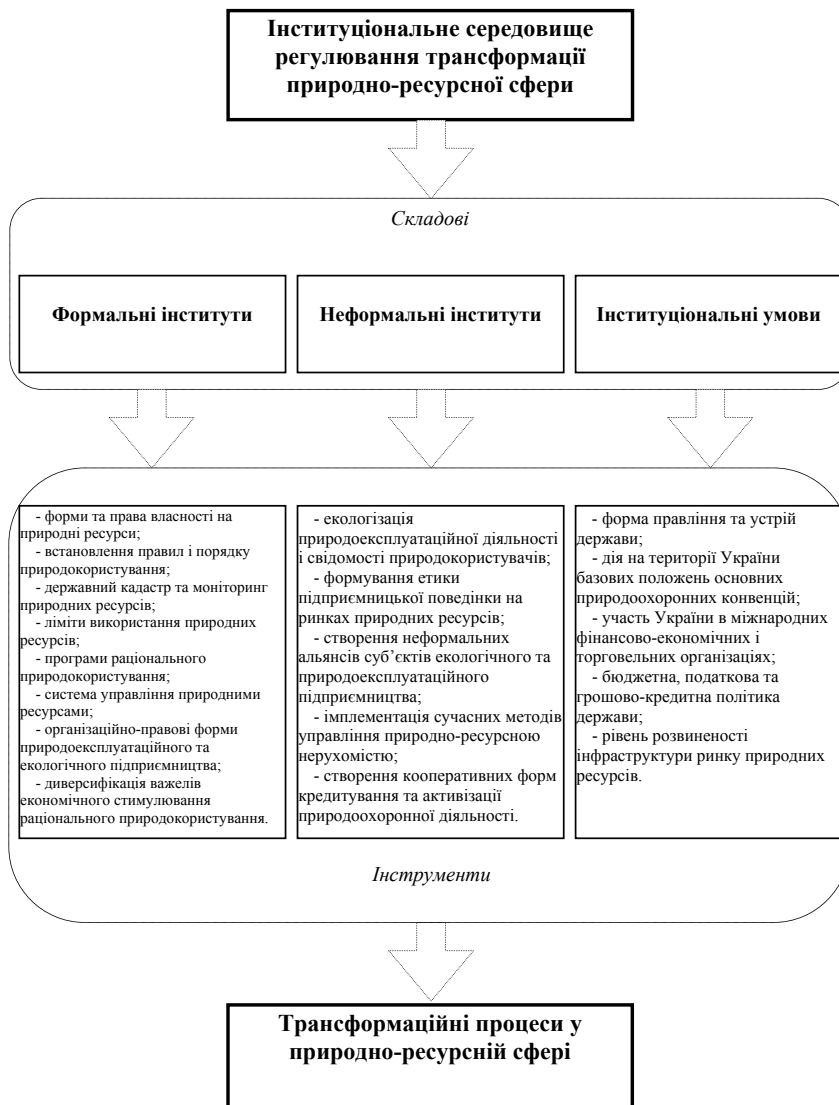 Інституціональне середовище
регулювання трансформації
природно-ресурсної сфери
Складові
Формальні інститути
Неформальні інститути
Інституціональні умови
- форми та права власності на
природні ресурси;
- встановлення правил і порядку
природокористування;
- державний кадастр та моніторинг
природних ресурсів;
- ліміти використання природних
ресурсів;
- програми раціонального
природокористування;
- система управління природними
ресурсами;
- організаційно-правові форми
природоексплуатаційного та
екологічного підприємництва;
- диверсифікація важелів
економічного стимулювання
раціонального природокористування.
- екологізація
природоексплуатаційної діяльності
і свідомості природокористувачів;
- формування етики
підприємницької поведінки на
ринках природних ресурсів;
- створення неформальних
альянсів суб’єктів екологічного та
природоексплуатаційного
підприємництва;
- імплементація сучасних методів
управління природно-ресурсною
нерухомістю;
- створення кооперативних форм
кредитування та активізації
природоохоронної діяльності.
- форма правління та устрій
держави;
- дія на території України
базових положень основних
природоохоронних конвенцій;
- участь України в міжнародних
фінансово-економічних і
торговельних організаціях;
- бюджетна, податкова та
грошово-кредитна політика
держави;
- рівень розвиненості
інфраструктури ринку природних
ресурсів.
Інструменти
Трансформаційні процеси у
природно-ресурсній сфері